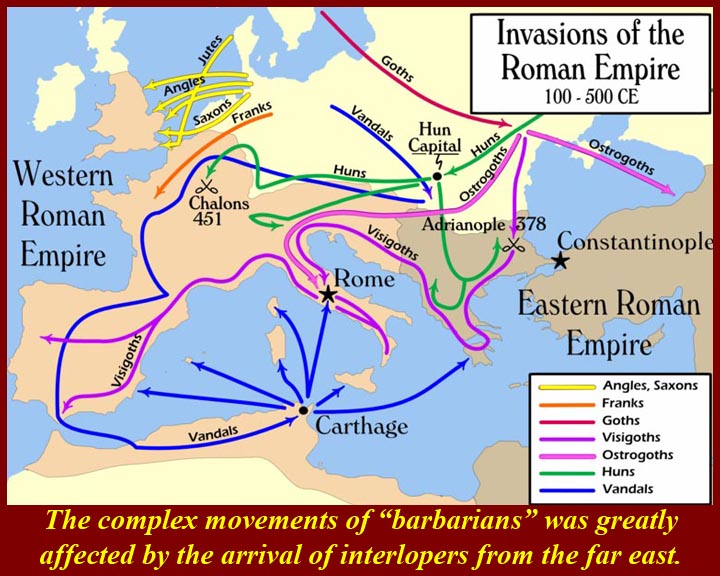 Invasions of the
Roman Empire
100 - 500 CE
Jutes
Angles
Saxons
Franks
Goths
Vandals
Hun
Capital
Huns
Ostrogoths
Ostrogoths
Huns
Western
Roman
Empire
Chalons
451
Adrianople 378
Visigoths
Constantinople
Rome
Eastern Roman
Empire
Visigoths
Carthage
Vandals
Angles, Saxons
Franks
Goths
Visigoths
Ostrogoths
Huns
Vandals
The complex movements of “barbarians” was greatly
affected by the arrival of interlopers from the far east.